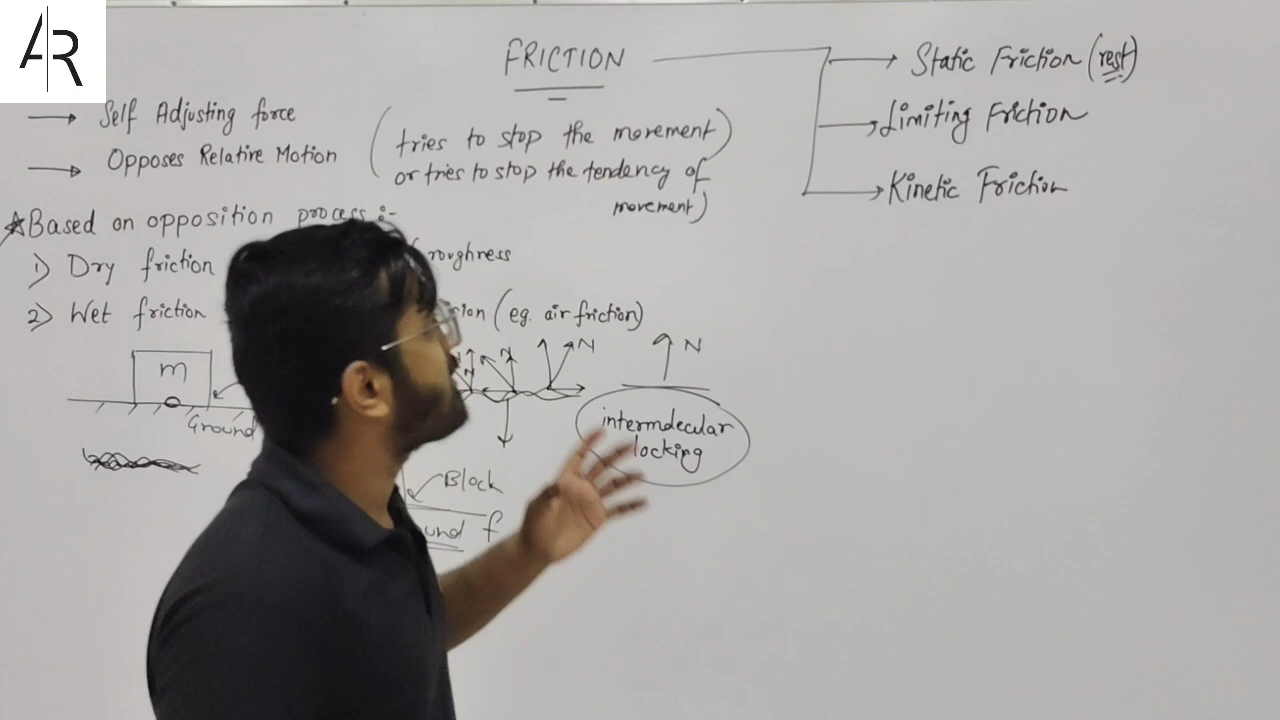 AR
FRICTION
→ Self Adjusting force
→ Opposes Relative Motion
(tries to stop the movement)
or tries to stop the tendency of
movement)
→ Static Friction (rest)
→ Limiting Friction
→ Kinetic Friction
★ Based on opposition process :-
1) Dry friction
roughness
2) Wet friction
(eg. air friction)
m
Ground
N
N
N
N
intermdecular
locking
Block
f